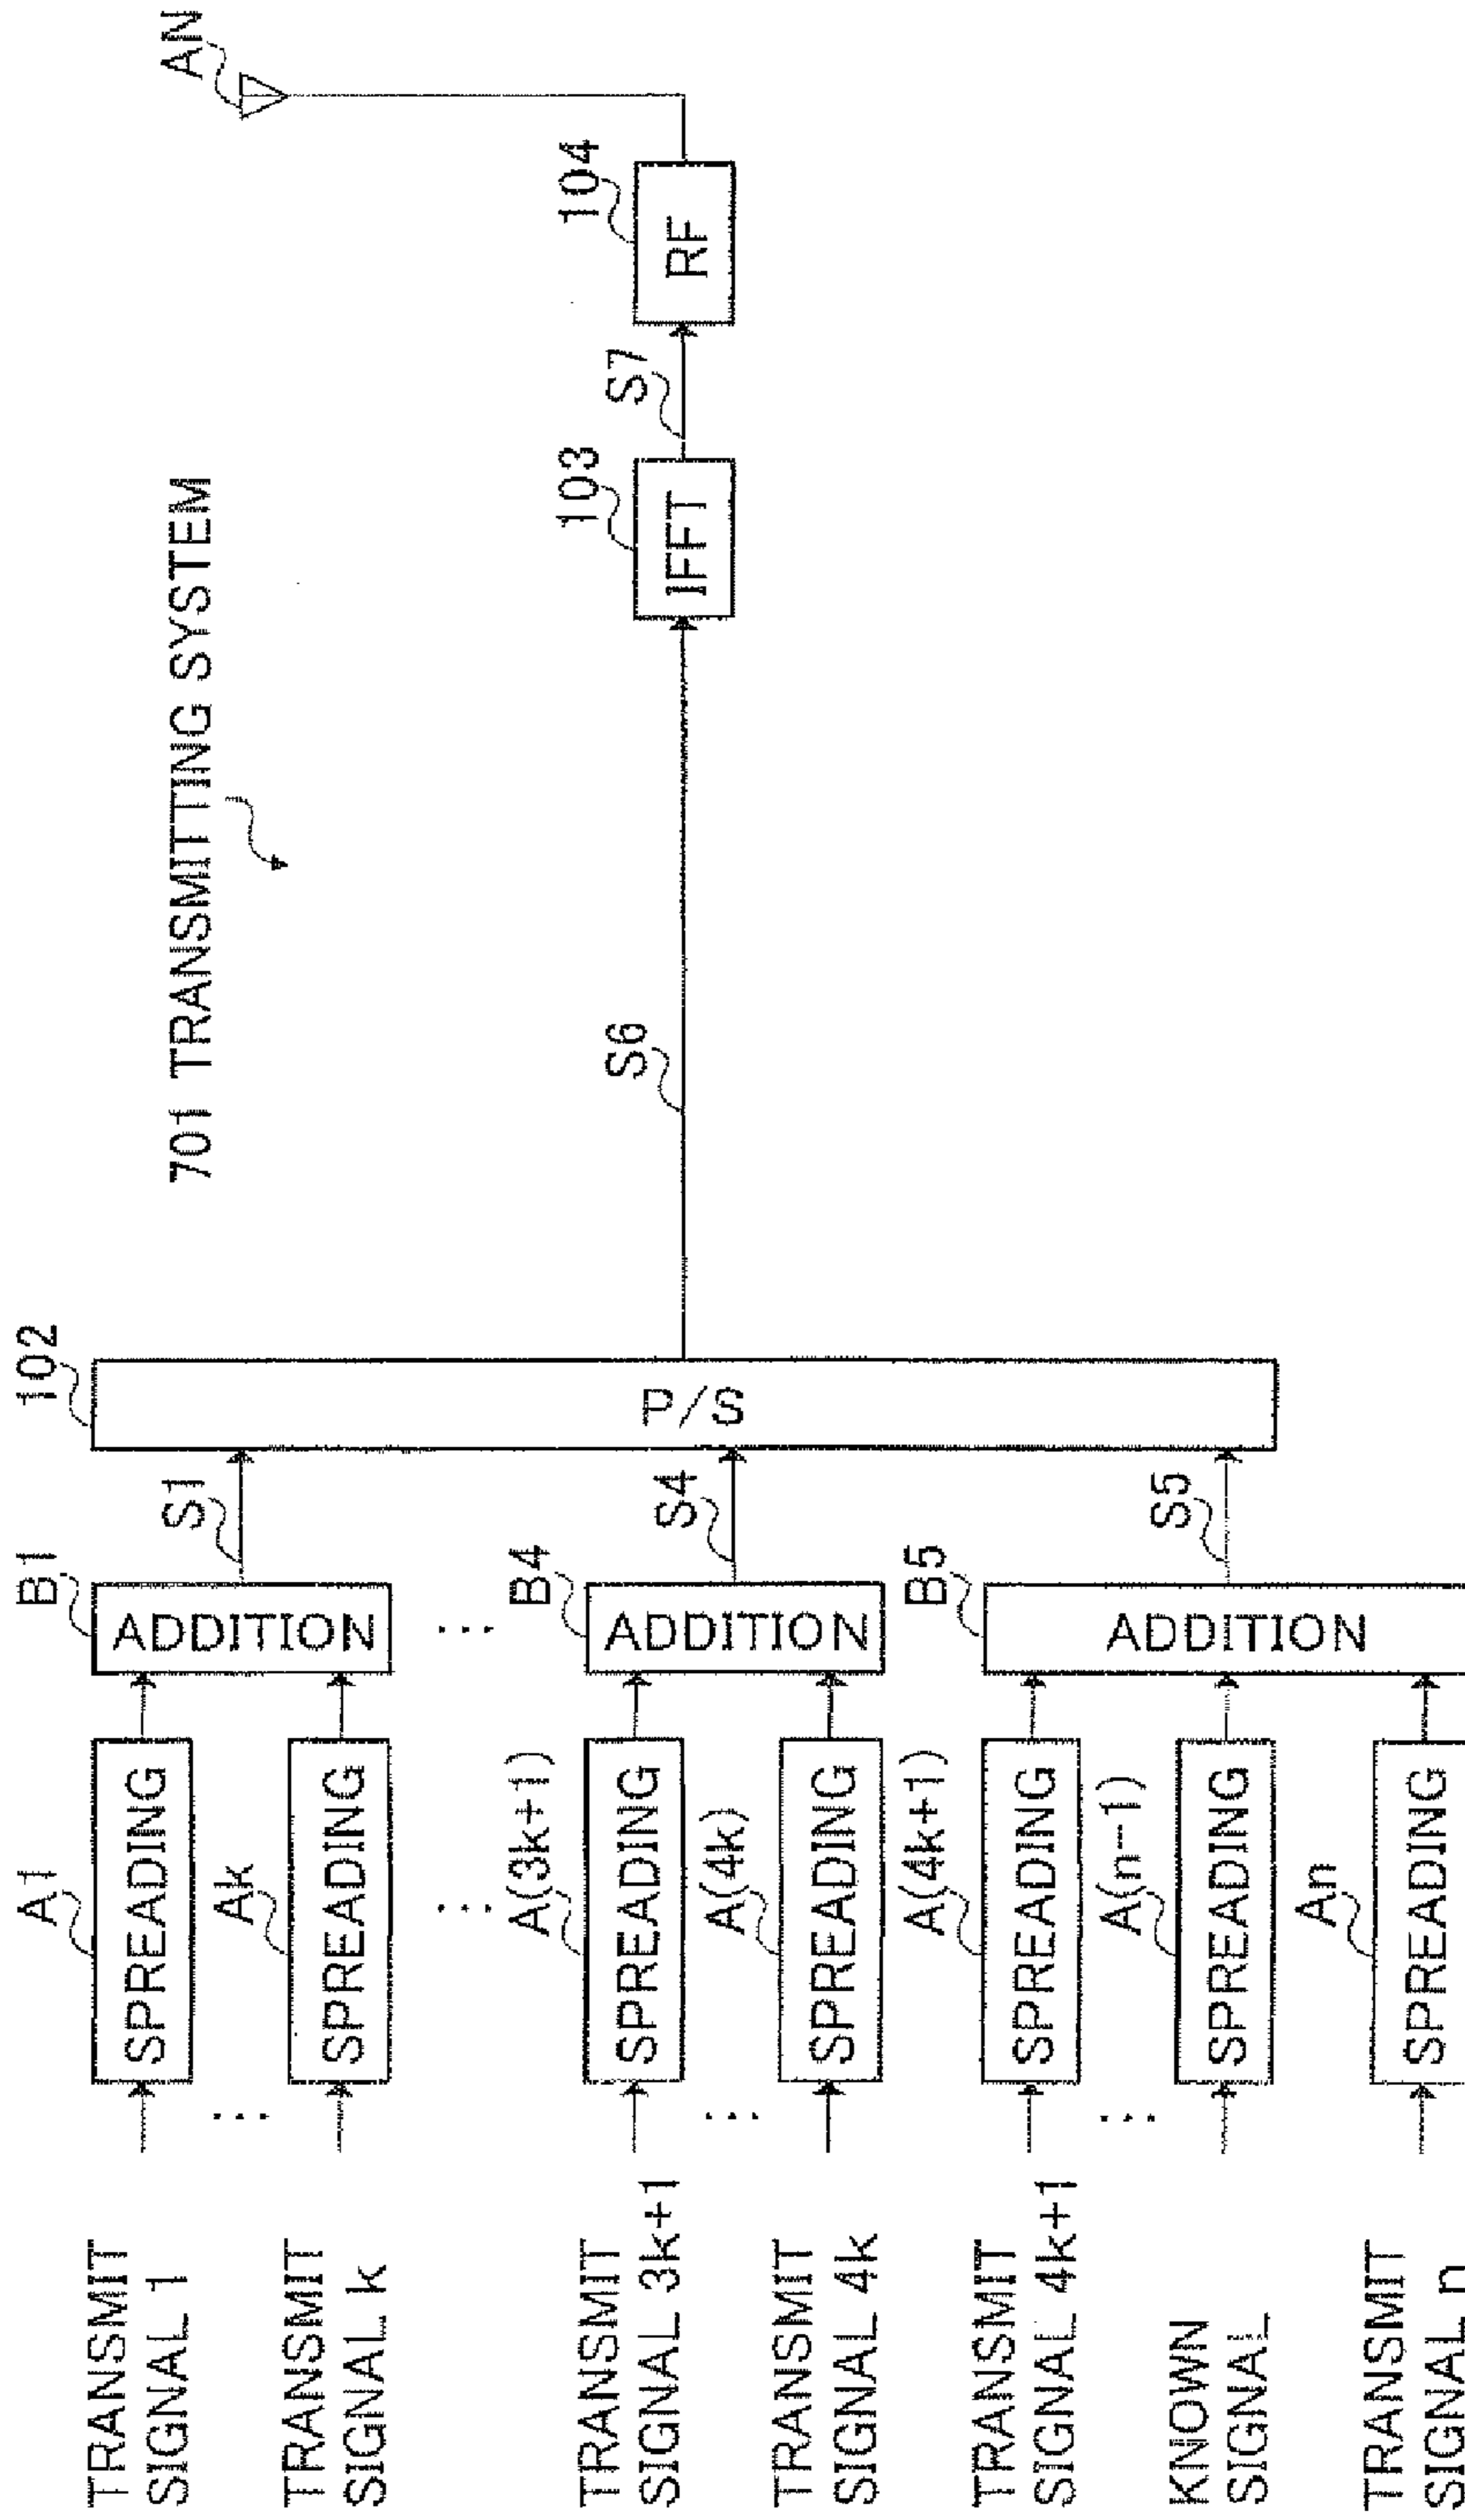 701 TRANSMITTING SYSTEM
AN
TRANSMIT
SIGNAL 1
A1
SPREADING
B1
ADDITION
S1
102
P/S
S6
103
IFFT
S7
104
RF
TRANSMIT
SIGNAL k
...
Ak
SPREADING
...
...
TRANSMIT
SIGNAL 3k+1
A(3k+1)
SPREADING
B4
ADDITION
S4
TRANSMIT
SIGNAL 4k
...
A(4k)
SPREADING
TRANSMIT
SIGNAL 4k+1
A(4k+1)
SPREADING
B5
ADDITION
S5
KNOWN
SIGNAL
...
A(n-1)
SPREADING
TRANSMIT
SIGNAL n
An
SPREADING